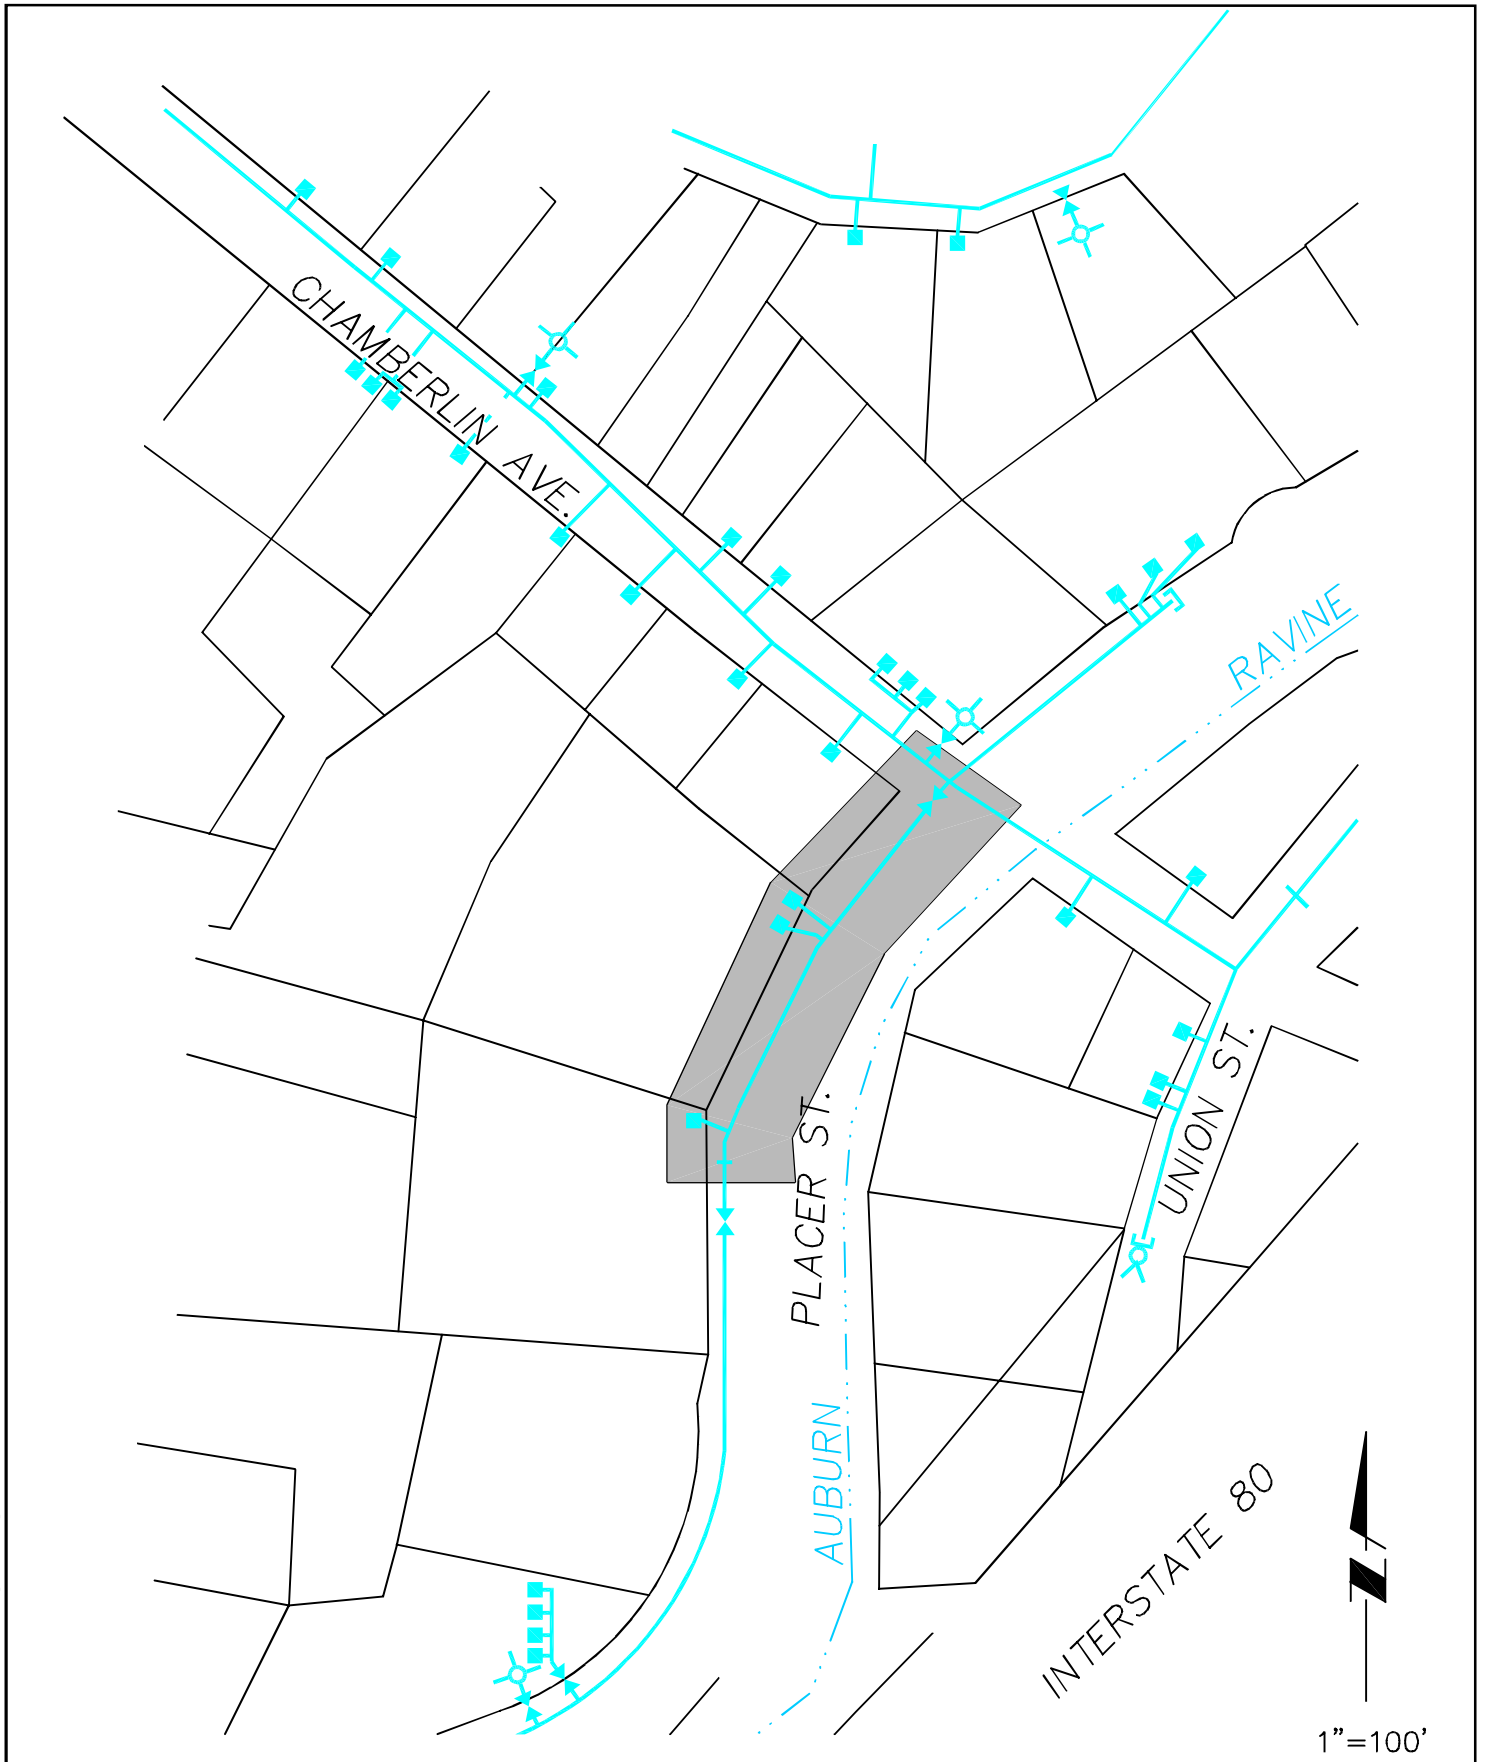 CHAMBERLIN AVE.
RAVINE
UNION ST.
PLACER ST.
AUBURN
INTERSTATE 80
N
1"=100'